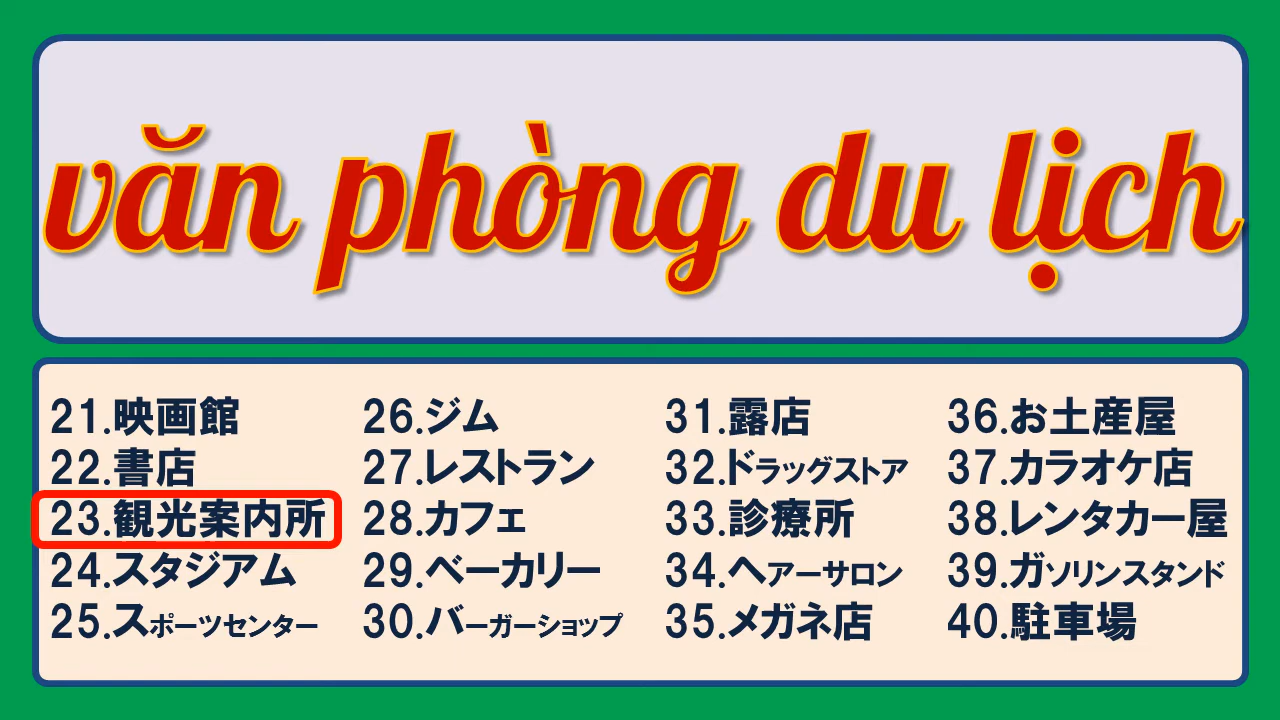 văn phòng du lịch
21.映画館
22.書店
23.観光案内所
24.スタジアム
25.スポーツセンター
26.ジム
27.レストラン
28.カフェ
29.ベーカリー
30.バーガーショップ
31.露店
32.ドラッグストア
33.診療所
34.ヘアーサロン
35.メガネ店
36.お土産屋
37.カラオケ店
38.レンタカー屋
39.ガソリンスタンド
40.駐車場